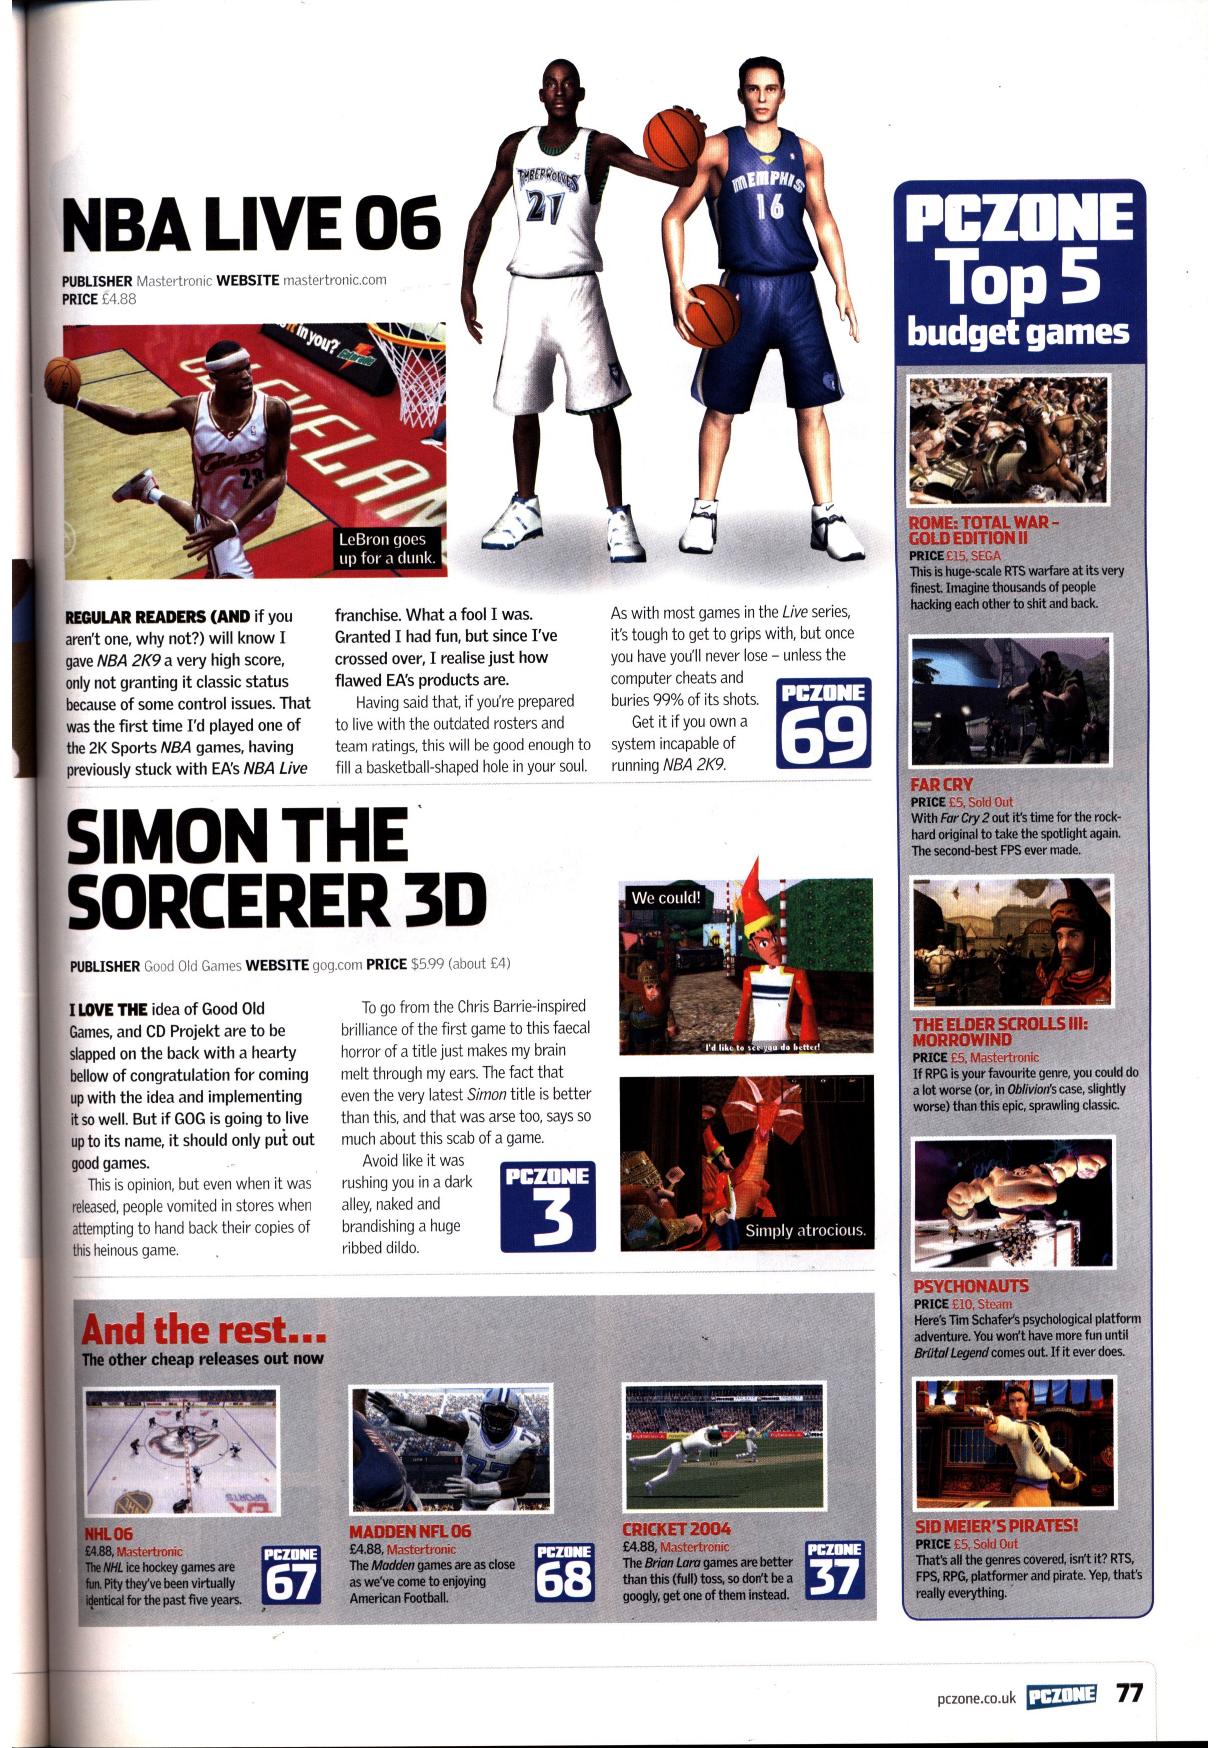 NBA LIVE 06
PUBLISHER Mastertronic WEBSITE mastertronic.com
PRICE £4.88
in you?
CLEVELAN
23
LeBron goes
up for a dunk.
TIMBERWOLVES
21
MEMPHIS
16
REGULAR READERS (AND if you
aren't one, why not?) will know I
gave NBA 2K9 a very high score,
only not granting it classic status
because of some control issues. That
was the first time I'd played one of
the 2K Sports NBA games, having
previously stuck with EA's NBA Live
franchise. What a fool I was.
Granted I had fun, but since I've
crossed over, I realise just how
flawed EA's products are.
Having said that, if you're prepared
to live with the outdated rosters and
team ratings, this will be good enough to
fill a basketball-shaped hole in your soul.
As with most games in the Live series,
it's tough to get to grips with, but once
you have you'll never lose – unless the
computer cheats and
buries 99% of its shots.
Get it if you own a
system incapable of
running NBA 2K9.
PCZONE
69
SIMON THE
SORCERER 3D
PUBLISHER Good Old Games WEBSITE gog.com PRICE $5.99 (about £4)
I LOVE THE idea of Good Old
Games, and CD Projekt are to be
slapped on the back with a hearty
bellow of congratulation for coming
up with the idea and implementing
it so well. But if GOG is going to live
up to its name, it should only put out
good games.
This is opinion, but even when it was
released, people vomited in stores when
attempting to hand back their copies of
this heinous game.
To go from the Chris Barrie-inspired
brilliance of the first game to this faecal
horror of a title just makes my brain
melt through my ears. The fact that
even the very latest Simon title is better
than this, and that was arse too, says so
much about this scab of a game.
Avoid like it was
rushing you in a dark
alley, naked and
brandishing a huge
ribbed dildo.
PCZONE
3
We could!
I'd like to see you do better!
Simply atrocious.
And the rest...
The other cheap releases out now
NHL 06
£4.88, Mastertronic
The NHL ice hockey games are
fun. Pity they've been virtually
identical for the past five years.
PCZONE
67
MADDEN NFL 06
£4.88, Mastertronic
The Madden games are as close
as we've come to enjoying
American Football.
PCZONE
68
CRICKET 2004
£4.88, Mastertronic
The Brian Lara games are better
than this (full) toss, so don't be a
googly, get one of them instead.
PCZONE
37
PCZONE
Top 5
budget games
ROME: TOTAL WAR –
GOLD EDITION II
PRICE £15, SEGA
This is huge-scale RTS warfare at its very
finest. Imagine thousands of people
hacking each other to shit and back.
FAR CRY
PRICE £5, Sold Out
With Far Cry 2 out it's time for the rock-
hard original to take the spotlight again.
The second-best FPS ever made.
THE ELDER SCROLLS III:
MORROWIND
PRICE £5, Mastertronic
If RPG is your favourite genre, you could do
a lot worse (or, in Oblivion's case, slightly
worse) than this epic, sprawling classic.
PSYCHONAUTS
PRICE £10, Steam
Here's Tim Schafer's psychological platform
adventure. You won't have more fun until
Brütal Legend comes out. If it ever does.
SID MEIER'S PIRATES!
PRICE £5, Sold Out
That's all the genres covered, isn't it? RTS,
FPS, RPG, platformer and pirate. Yep, that's
really everything.
pczone.co.uk PCZONE 77